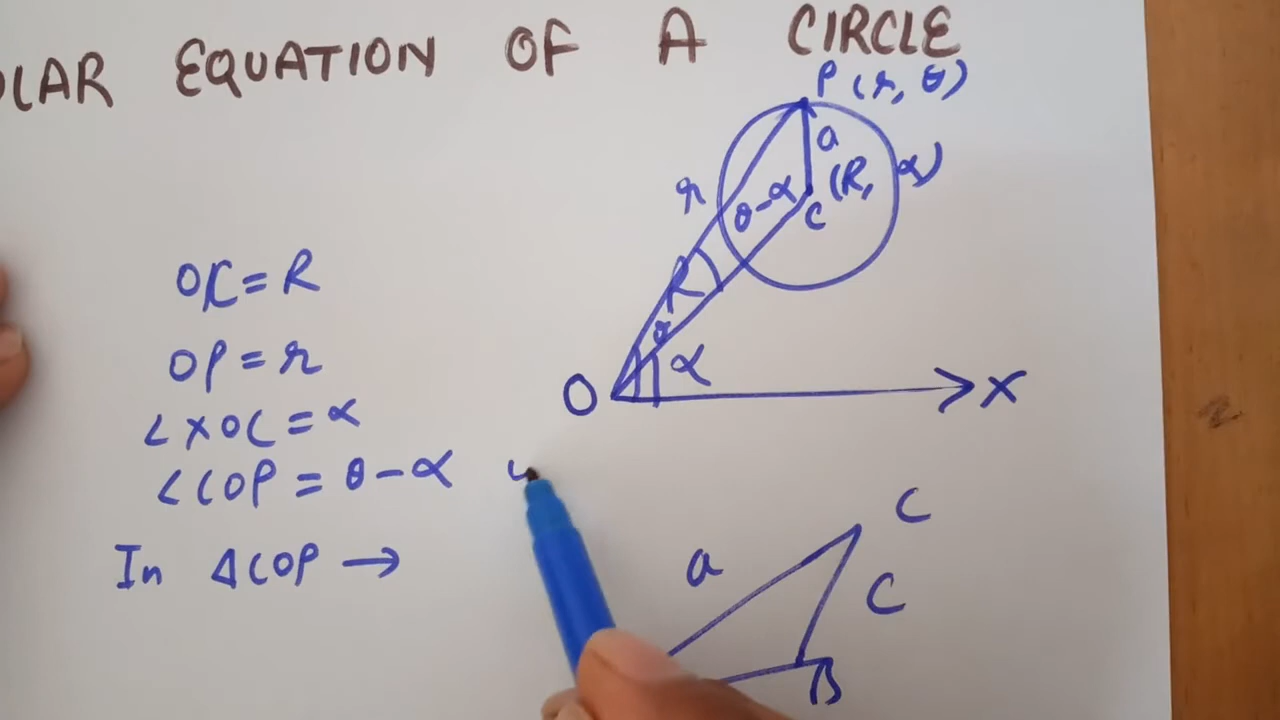 OLAR EQUATION OF A CIRCLE
P (r, θ)
a
r
θ-α
C (R, α)
R
θ
α
O
X
OC = R
OP = r
∠XOC = α
∠COP = θ-α
In ΔCOP →
C
a
C
B